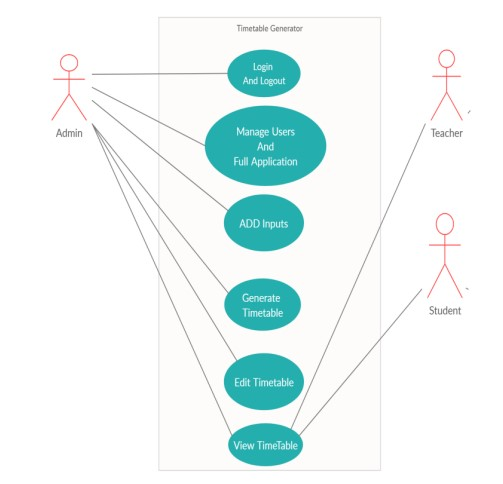 Timetable Generator
Login
And Logout
Admin
Teacher
Manage Users
And
Full Application
ADD Inputs
Generate
Timetable
Student
Edit Timetable
View TimeTable